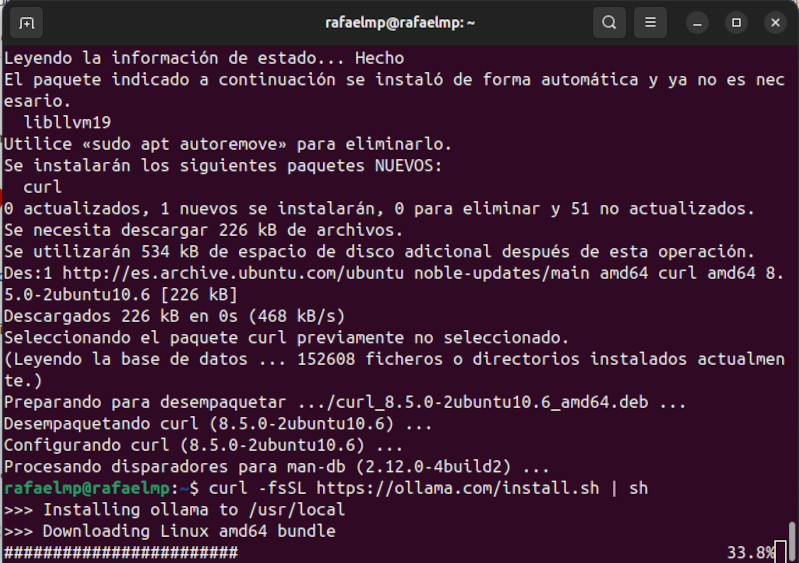 rafaelmp@rafaelmp: ~
Leyendo la información de estado... Hecho
El paquete indicado a continuación se instaló de forma automática y ya no es nec
esario.
  libllvm19
Utilice «sudo apt autoremove» para eliminarlo.
Se instalarán los siguientes paquetes NUEVOS:
  curl
0 actualizados, 1 nuevos se instalarán, 0 para eliminar y 51 no actualizados.
Se necesita descargar 226 kB de archivos.
Se utilizarán 534 kB de espacio de disco adicional después de esta operación.
Des:1 http://es.archive.ubuntu.com/ubuntu noble-updates/main amd64 curl amd64 8.
5.0-2ubuntu10.6 [226 kB]
Descargados 226 kB en 0s (468 kB/s)
Seleccionando el paquete curl previamente no seleccionado.
(Leyendo la base de datos ... 152608 ficheros o directorios instalados actualmen
te.)
Preparando para desempaquetar .../curl_8.5.0-2ubuntu10.6_amd64.deb ...
Desempaquetando curl (8.5.0-2ubuntu10.6) ...
Configurando curl (8.5.0-2ubuntu10.6) ...
Procesando disparadores para man-db (2.12.0-4build2) ...
rafaelmp@rafaelmp:~$ curl -fsSL https://ollama.com/install.sh | sh
>>> Installing ollama to /usr/local
>>> Downloading Linux amd64 bundle
######################## 33.8%